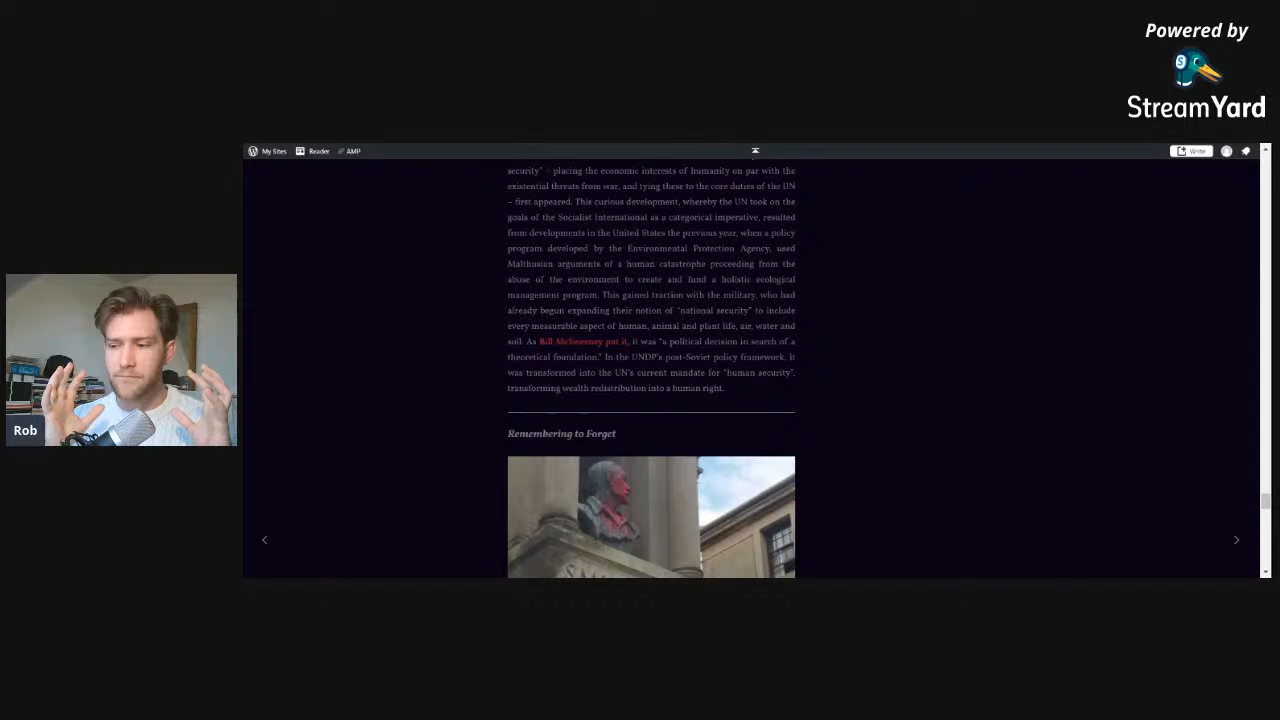 Powered by
StreamYard
My Sites
Reader
AMP
Write
security" – placing the economic interests of humanity on par with the
existential threats from war, and tying these to the core duties of the UN
– first appeared. This curious development, whereby the UN took on the
goals of the Socialist International as a categorical imperative, resulted
from developments in the United States the previous year, when a policy
program developed by the Environmental Protection Agency, used
Malthusian arguments of a human catastrophe proceeding from the
abuse of the environment to create and fund a holistic ecological
management program. This gained traction with the military, who had
already begun expanding their notion of "national security" to include
every measurable aspect of human, animal and plant life, air, water and
soil. As Bill McSweeney put it, it was "a political decision in search of a
theoretical foundation." In the UNDP's post-Soviet policy framework, it
was transformed into the UN's current mandate for "human security",
transforming wealth redistribution into a human right.
Remembering to Forget
Rob